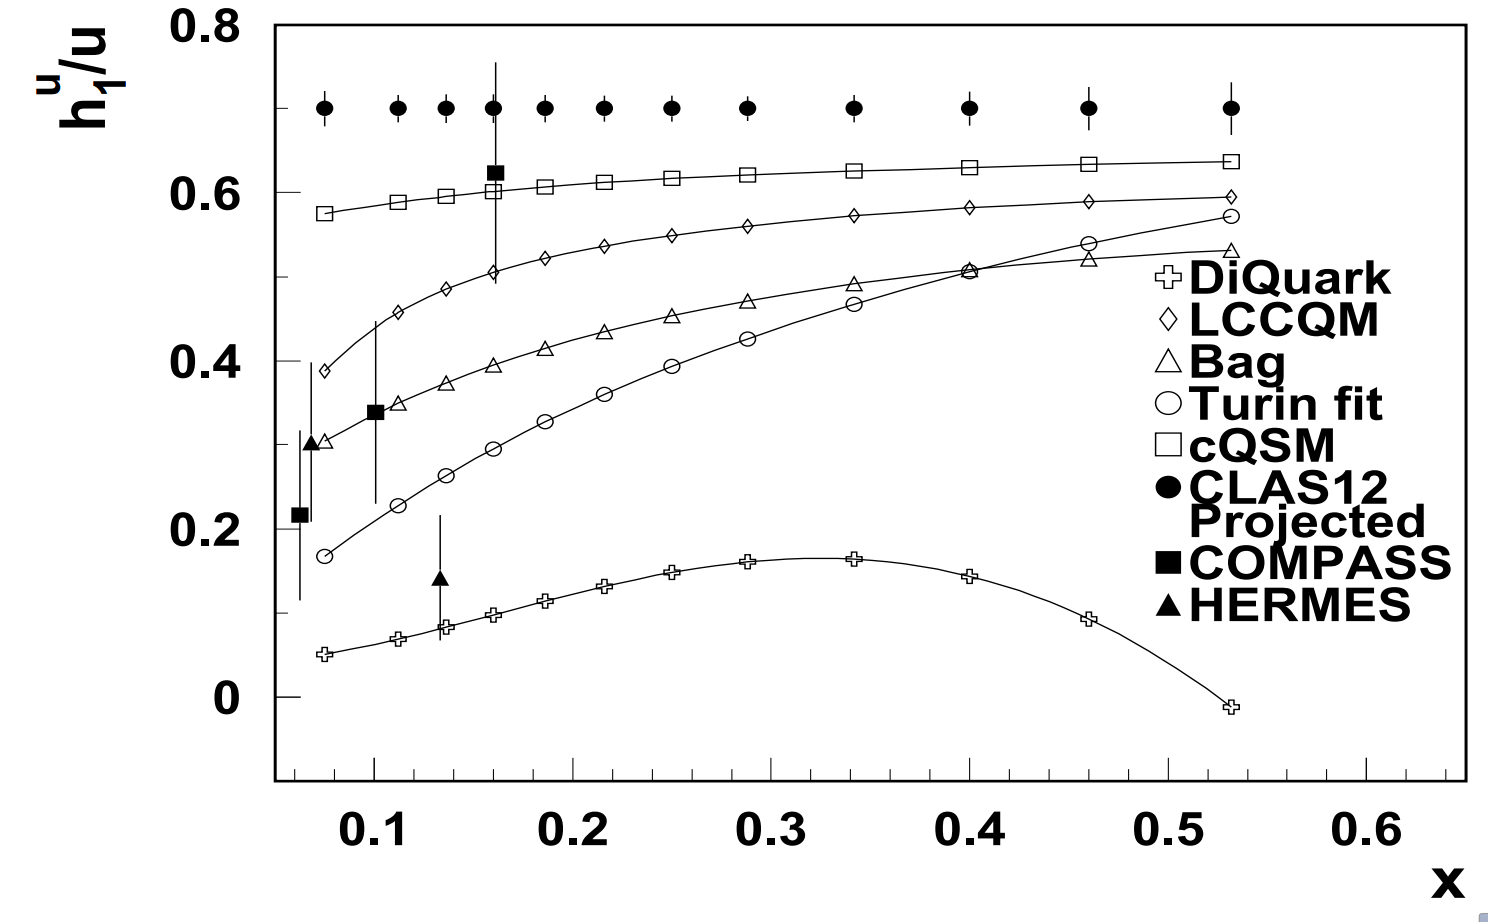 0.8
h₁ᵘ/u
0.6
0.4
0.2
0
DiQuark
LCCQM
Bag
Turin fit
cQSM
CLAS12
Projected
COMPASS
HERMES
0.1 0.2 0.3 0.4 0.5 0.6
x